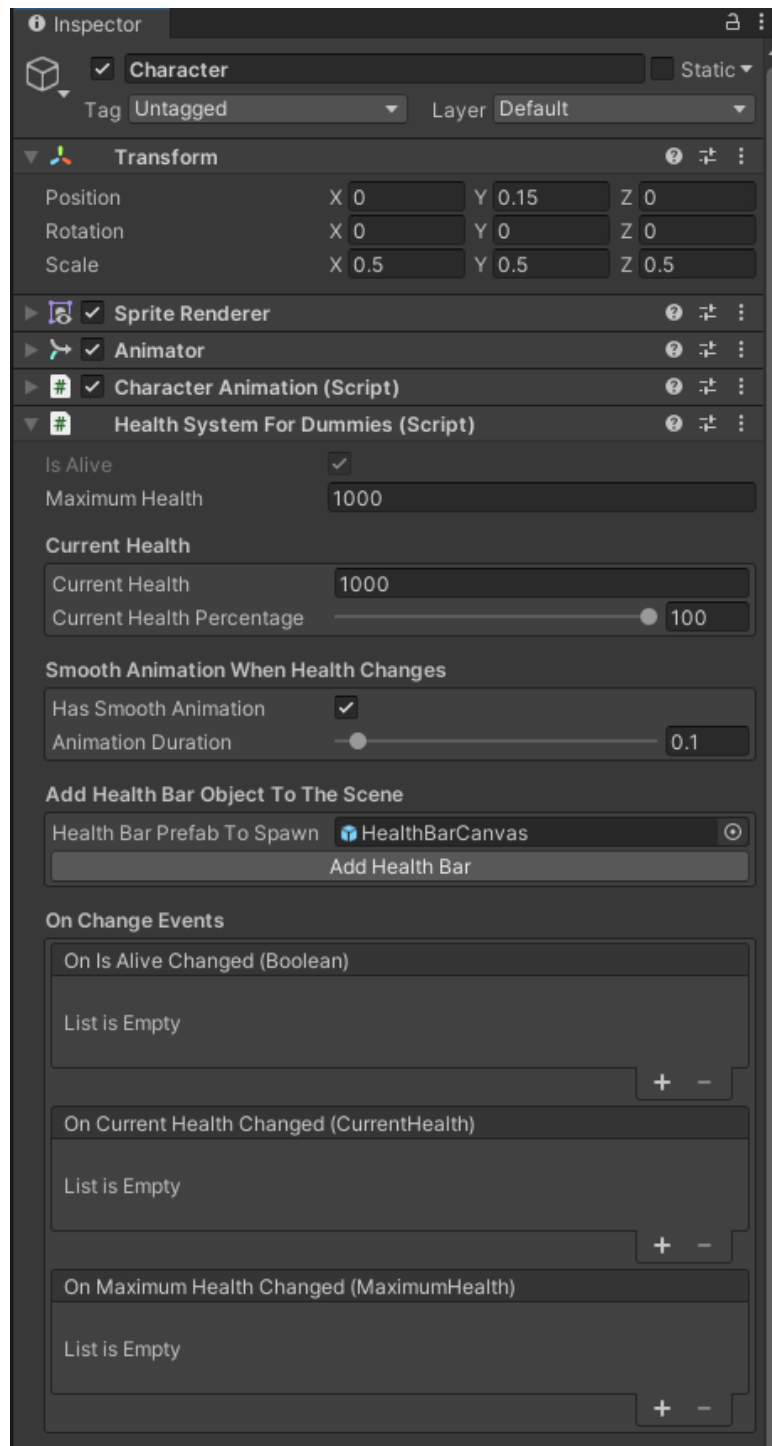 Inspector
Character Static
Tag Untagged Layer Default
Transform
Position X 0 Y 0.15 Z 0
Rotation X 0 Y 0 Z 0
Scale X 0.5 Y 0.5 Z 0.5
Sprite Renderer
Animator
# Character Animation (Script)
# Health System For Dummies (Script)
Is Alive
Maximum Health 1000
Current Health
Current Health 1000
Current Health Percentage 100
Smooth Animation When Health Changes
Has Smooth Animation
Animation Duration 0.1
Add Health Bar Object To The Scene
Health Bar Prefab To Spawn HealthBarCanvas
Add Health Bar
On Change Events
On Is Alive Changed (Boolean)
List is Empty
+ −
On Current Health Changed (CurrentHealth)
List is Empty
+ −
On Maximum Health Changed (MaximumHealth)
List is Empty
+ −